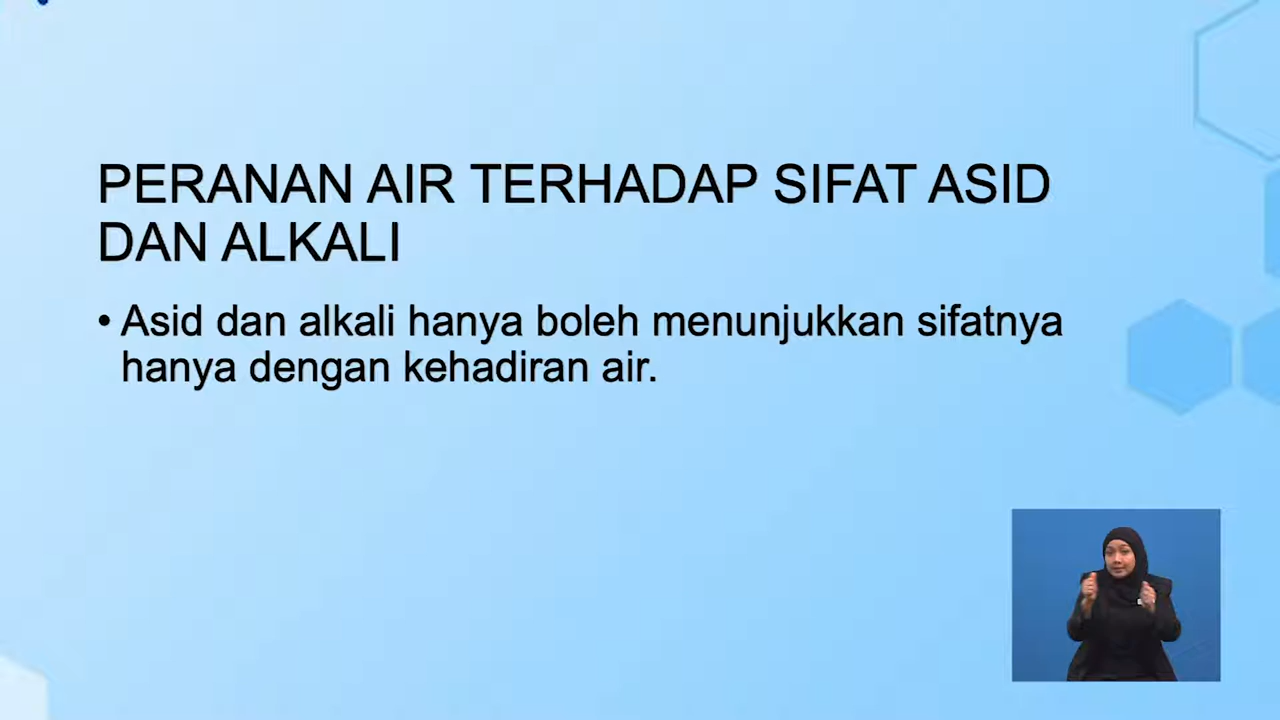 PERANAN AIR TERHADAP SIFAT ASID
DAN ALKALI
• Asid dan alkali hanya boleh menunjukkan sifatnya
hanya dengan kehadiran air.